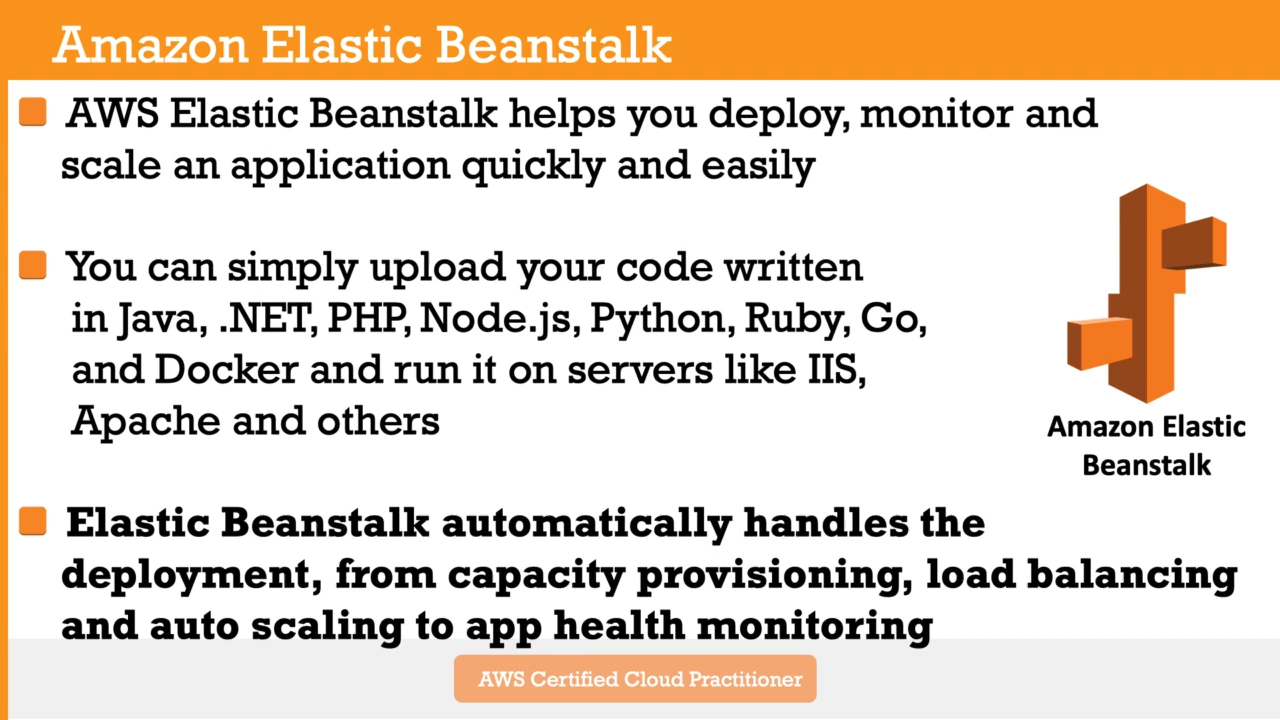 Amazon Elastic Beanstalk
AWS Elastic Beanstalk helps you deploy, monitor and
scale an application quickly and easily
You can simply upload your code written
in Java, .NET, PHP, Node.js, Python, Ruby, Go,
and Docker and run it on servers like IIS,
Apache and others
Amazon Elastic
Beanstalk
Elastic Beanstalk automatically handles the
deployment, from capacity provisioning, load balancing
and auto scaling to app health monitoring
AWS Certified Cloud Practitioner